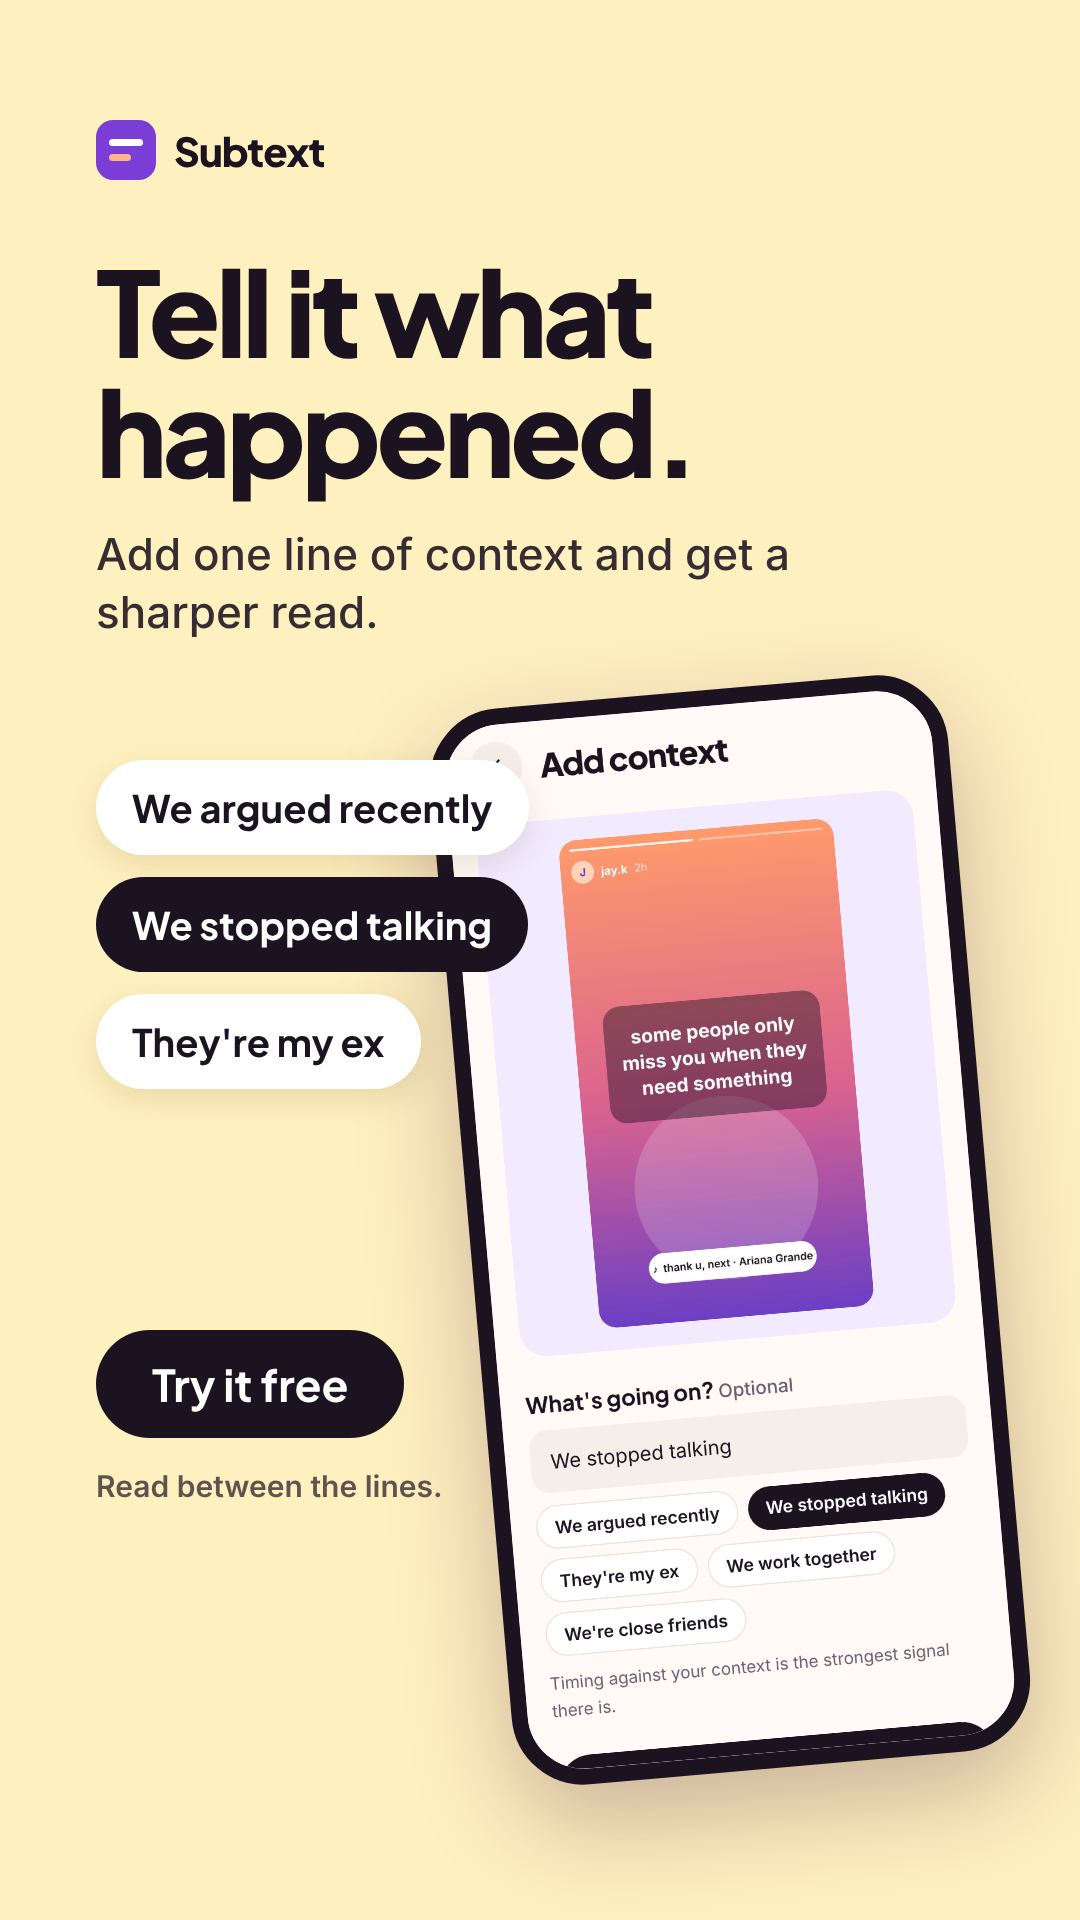 Subtext
Tell it what
happened.
Add one line of context and get a
sharper read.
We argued recently
We stopped talking
They're my ex
Try it free
Read between the lines.
Add context
J jay.k 2h
some people only
miss you when they
need something
♪ thank u, next · Ariana Grande
What's going on? Optional
We stopped talking
We argued recently
We stopped talking
They're my ex
We work together
We're close friends
Timing against your context is the strongest signal
there is.